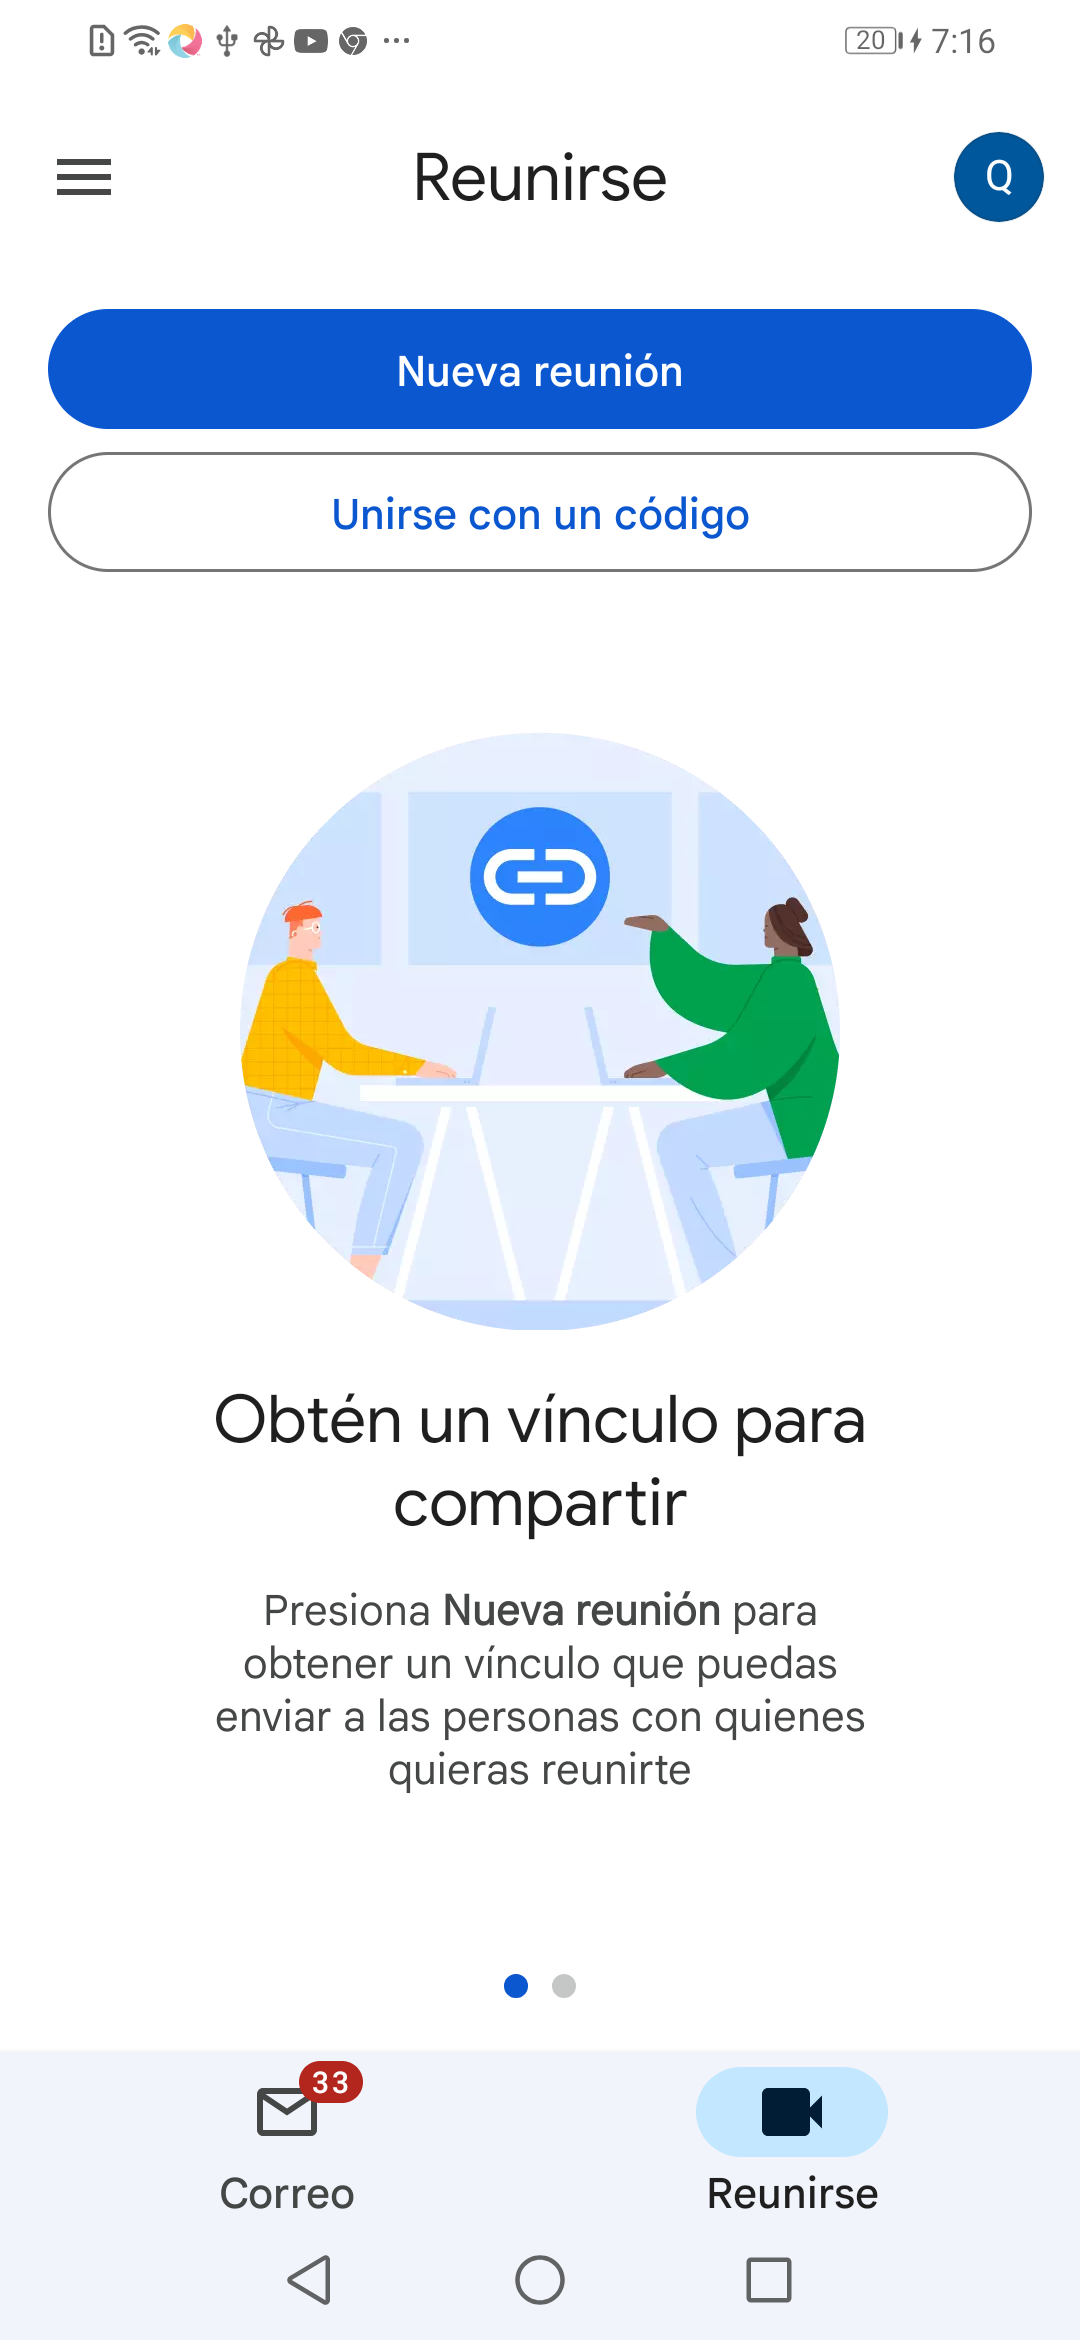 20 7:16
Reunirse
Q
Nueva reunión
Unirse con un código
Obtén un vínculo para
compartir
Presiona Nueva reunión para
obtener un vínculo que puedas
enviar a las personas con quienes
quieras reunirte
33
Correo
Reunirse